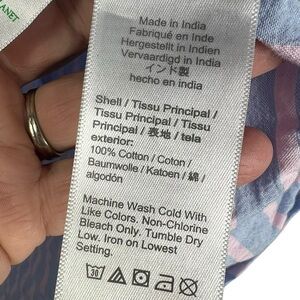 ANET
Made in India
Fabriqué en Inde
Hergestellt in Indien
Vervaardigd in India
インド製
hecho en india
Shell / Tissu Principal /
Tissu Principal / Tissu
Principal / 表地 / tela
exterior:
100% Cotton / Coton /
Baumwolle / Katoen / 綿 /
algodón
Machine Wash Cold With
Like Colors. Non-Chlorine
Bleach Only. Tumble Dry
Low. Iron on Lowest
Setting.
30